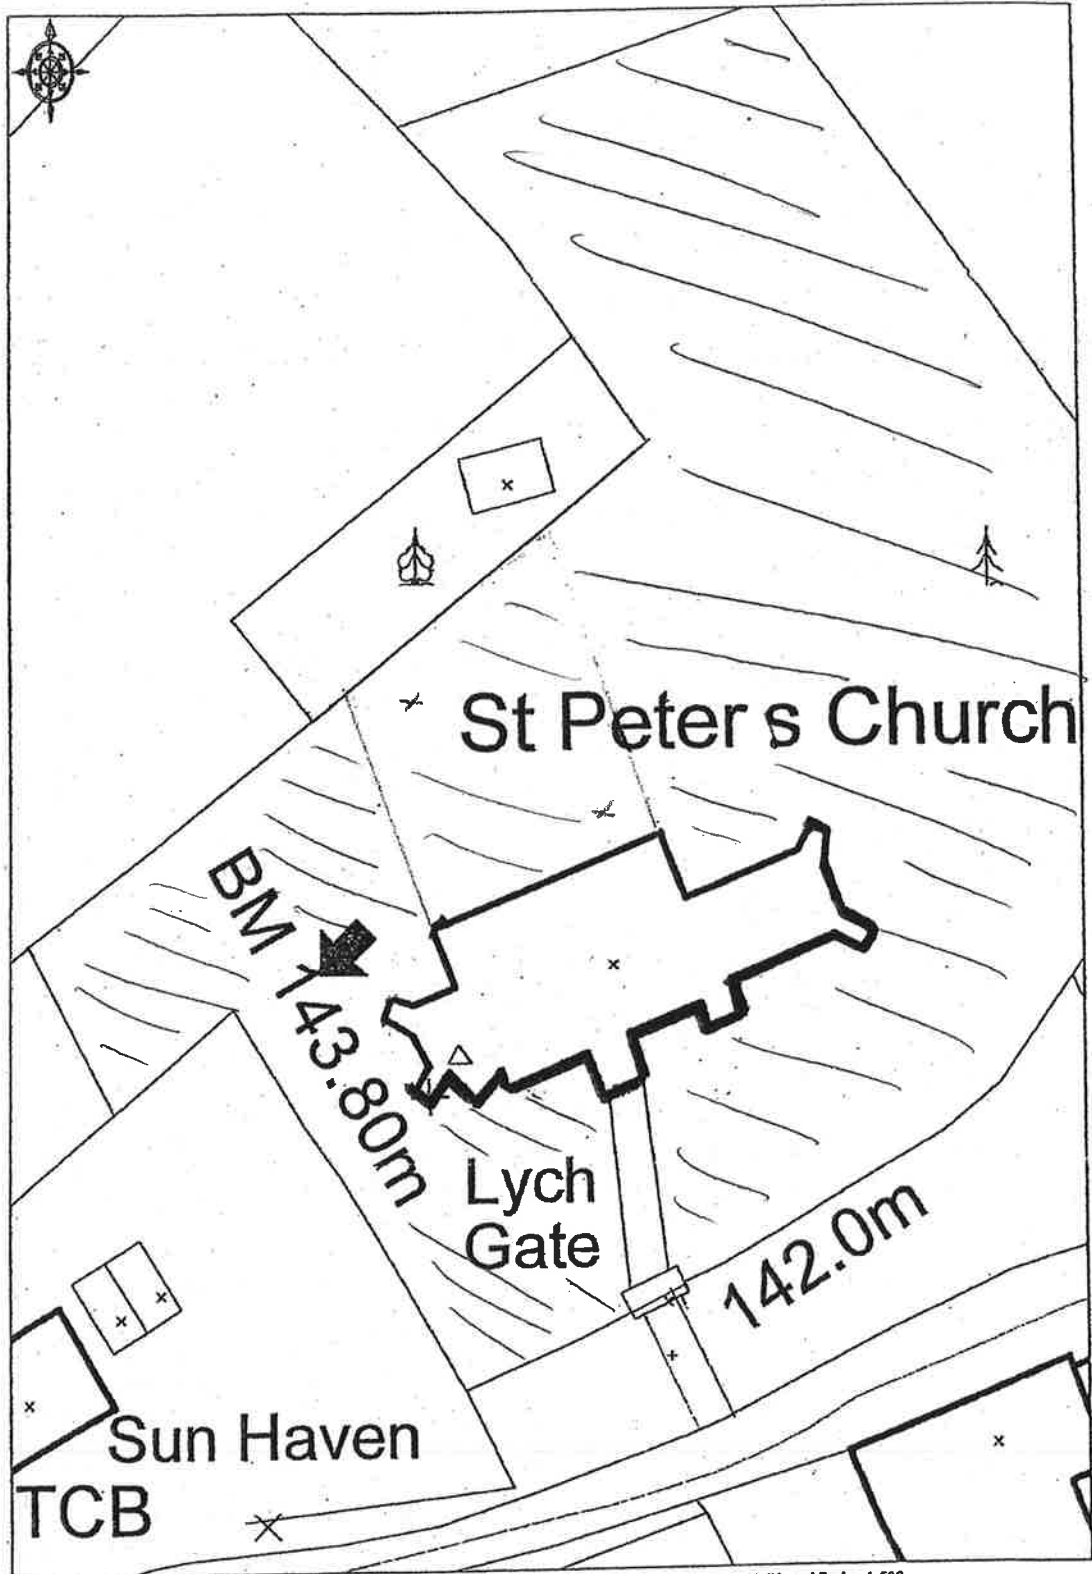 St Peter s Church
BM 143.80m
Lych
Gate
142.0m
Sun Haven
TCB